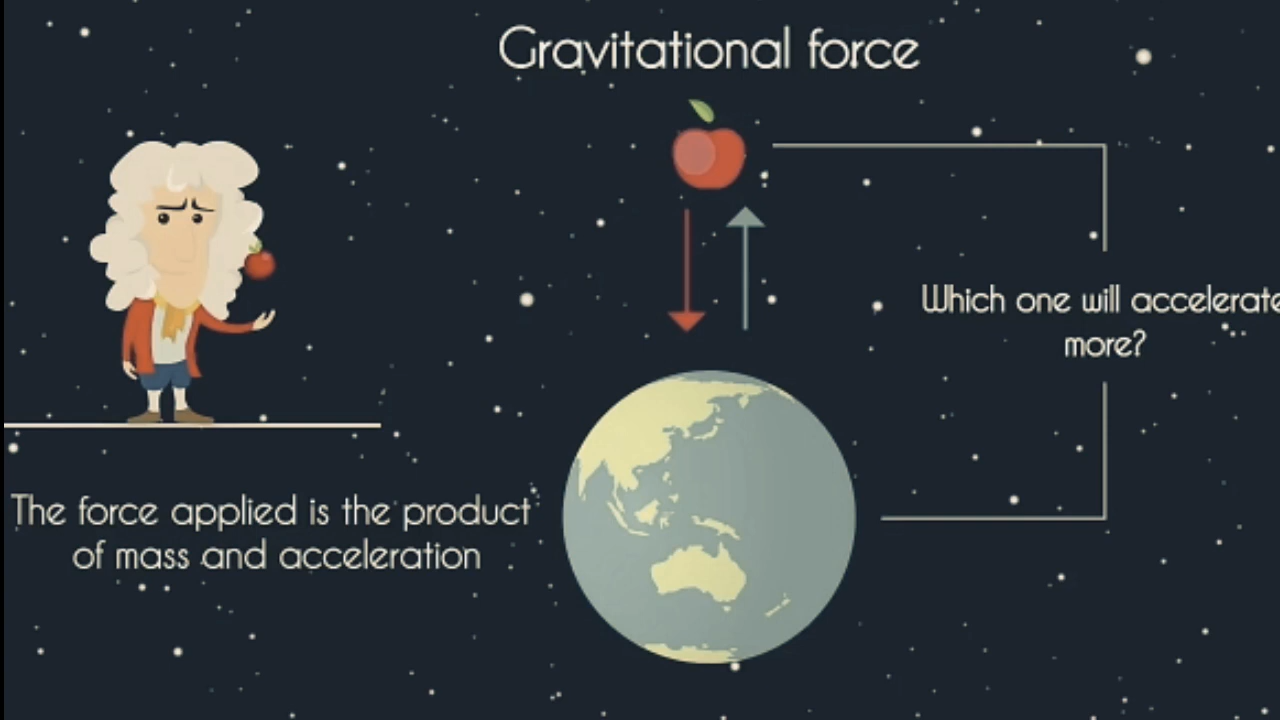 Gravitational force
Which one will accelerate
more?
The force applied is the product
of mass and acceleration